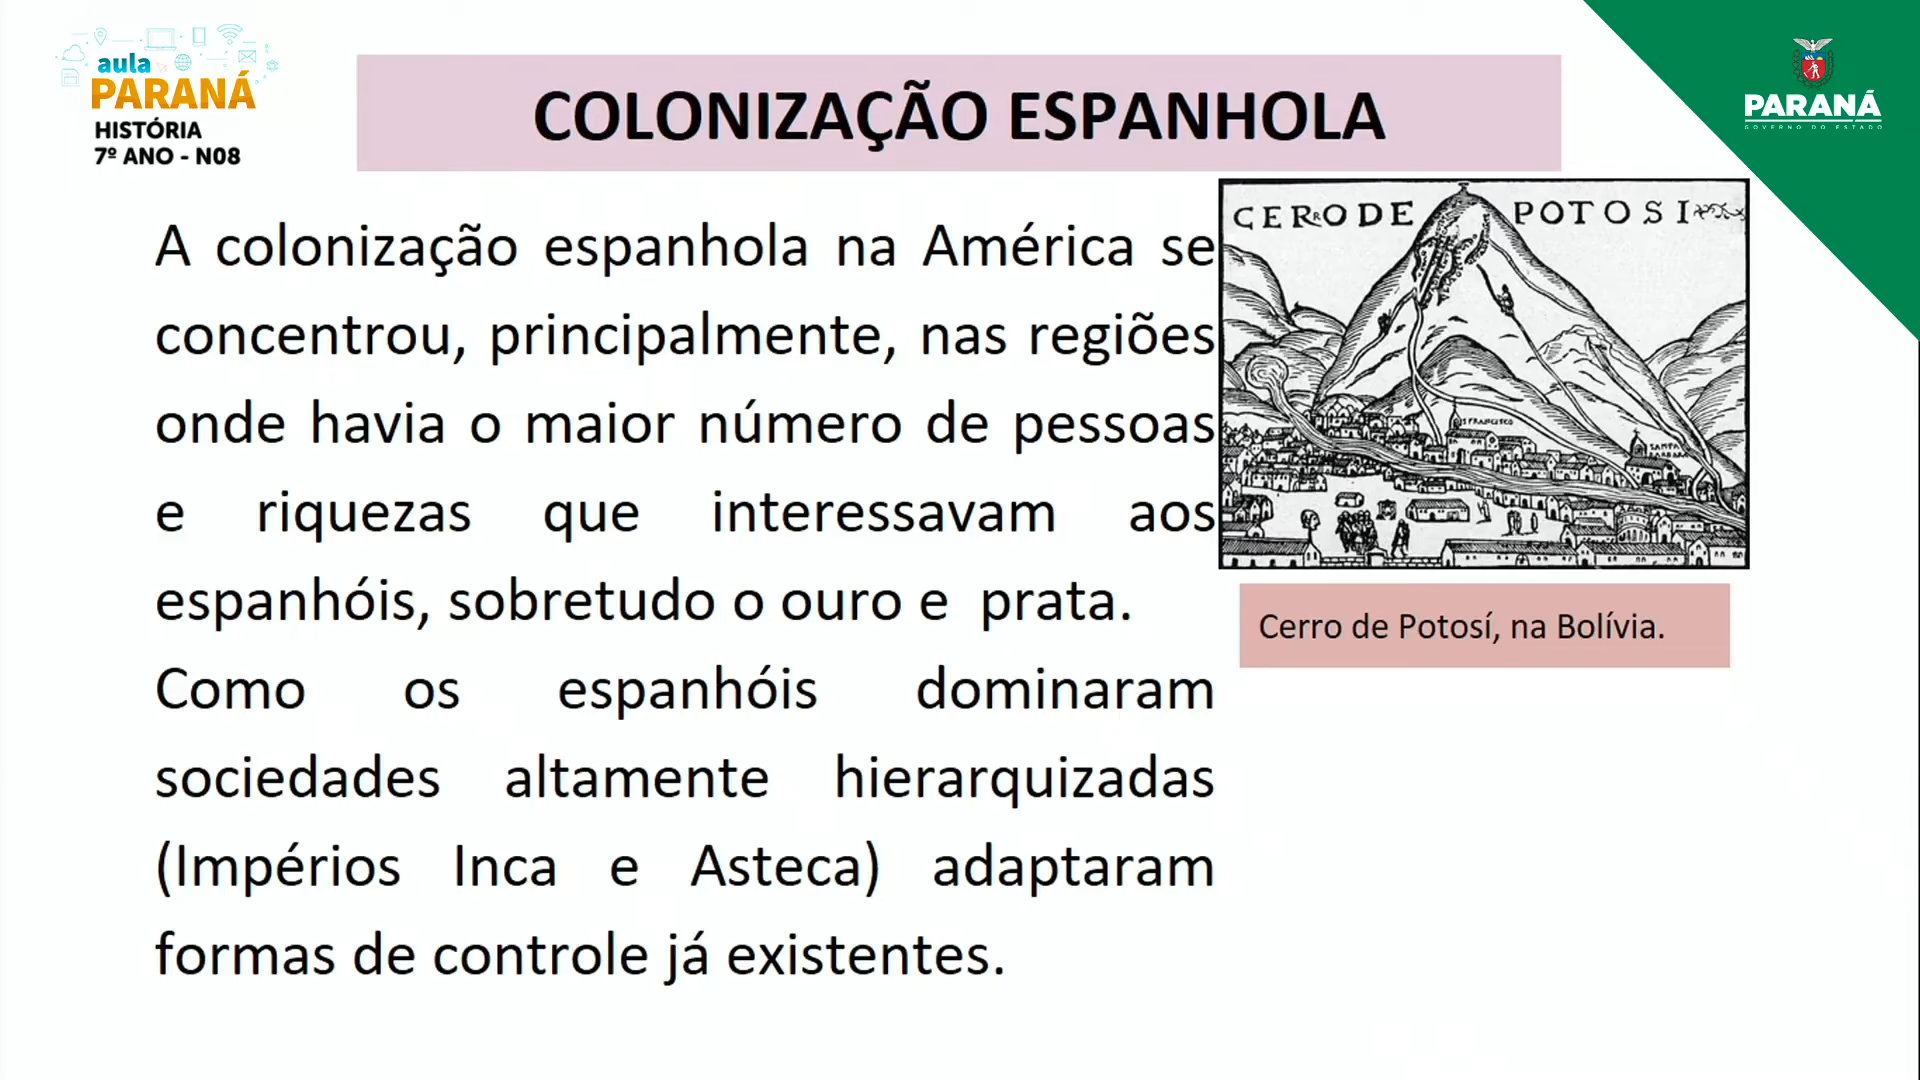 aula
PARANÁ
HISTÓRIA
7º ANO - N08
COLONIZAÇÃO ESPANHOLA
PARANÁ
GOVERNO DO ESTADO
A colonização espanhola na América se
concentrou, principalmente, nas regiões
onde havia o maior número de pessoas
e riquezas que interessavam aos
espanhóis, sobretudo o ouro e prata.
Como os espanhóis dominaram
sociedades altamente hierarquizadas
(Impérios Inca e Asteca) adaptaram
formas de controle já existentes.
CERRO DE POTOSI
S FRANCISCO
Cerro de Potosí, na Bolívia.